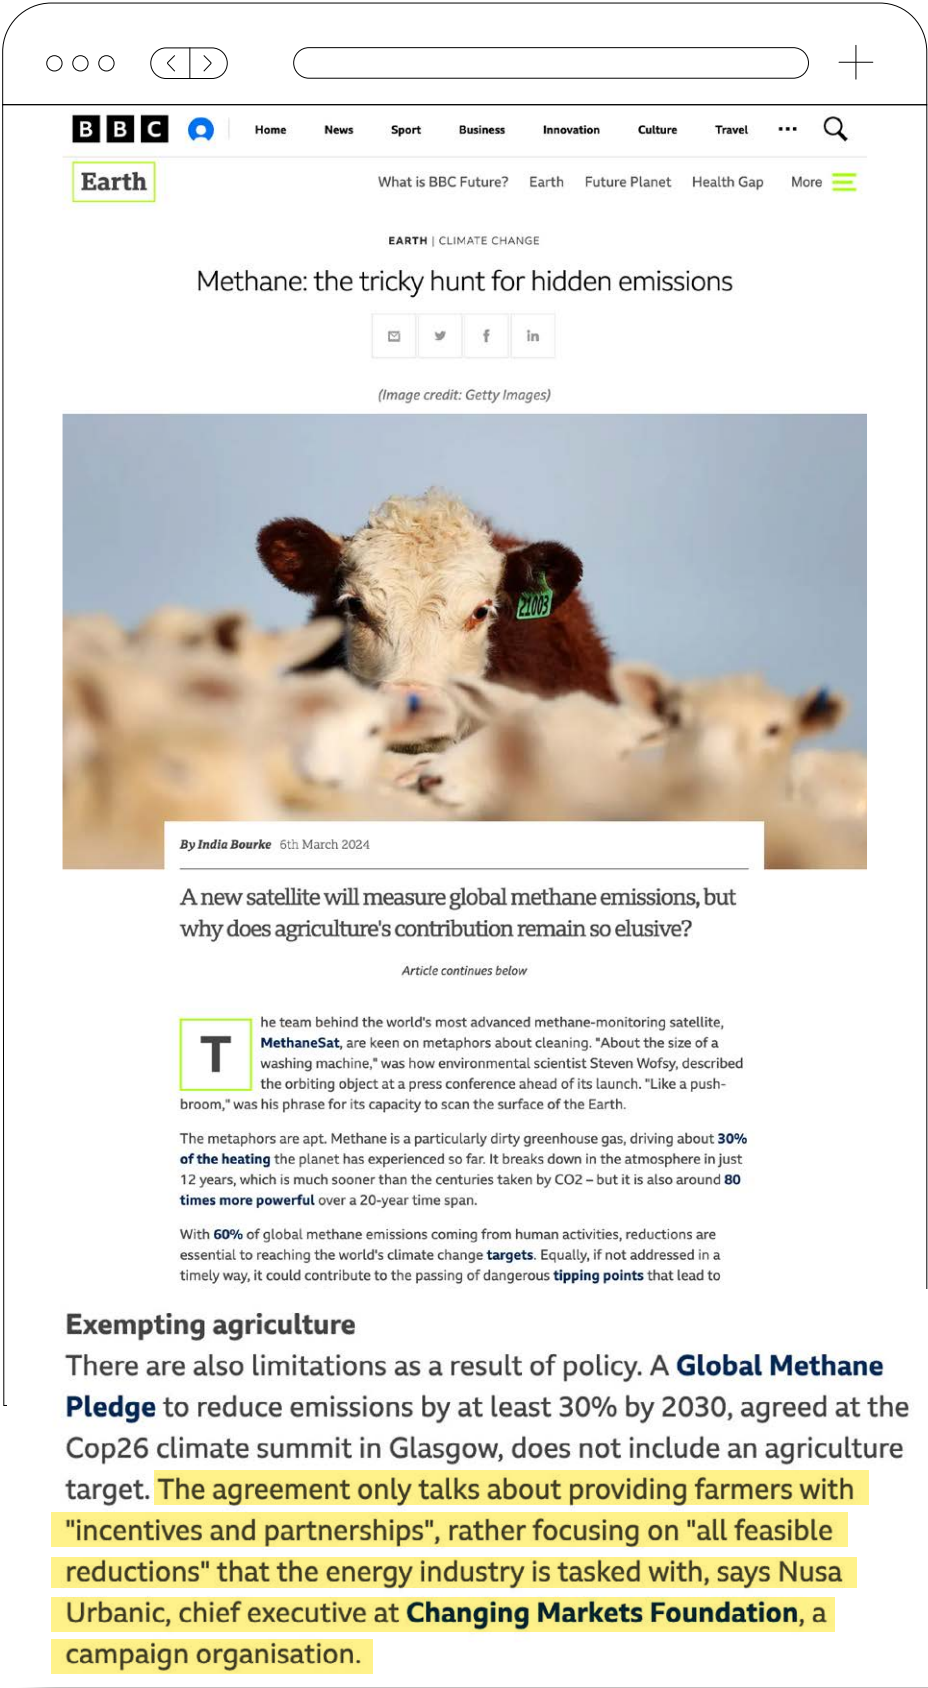 BBC
Home News Sport Business Innovation Culture Travel ...
Earth
What is BBC Future? Earth Future Planet Health Gap More
EARTH | CLIMATE CHANGE
Methane: the tricky hunt for hidden emissions
(Image credit: Getty Images)
21003
By India Bourke 6th March 2024
A new satellite will measure global methane emissions, but
why does agriculture's contribution remain so elusive?
Article continues below
The team behind the world's most advanced methane-monitoring satellite,
MethaneSat, are keen on metaphors about cleaning. "About the size of a
washing machine," was how environmental scientist Steven Wofsy, described
the orbiting object at a press conference ahead of its launch. "Like a push-
broom," was his phrase for its capacity to scan the surface of the Earth.
The metaphors are apt. Methane is a particularly dirty greenhouse gas, driving about 30%
of the heating the planet has experienced so far. It breaks down in the atmosphere in just
12 years, which is much sooner than the centuries taken by CO2 – but it is also around 80
times more powerful over a 20-year time span.
With 60% of global methane emissions coming from human activities, reductions are
essential to reaching the world's climate change targets. Equally, if not addressed in a
timely way, it could contribute to the passing of dangerous tipping points that lead to
Exempting agriculture
There are also limitations as a result of policy. A Global Methane
Pledge to reduce emissions by at least 30% by 2030, agreed at the
Cop26 climate summit in Glasgow, does not include an agriculture
target. The agreement only talks about providing farmers with
"incentives and partnerships", rather focusing on "all feasible
reductions" that the energy industry is tasked with, says Nusa
Urbanic, chief executive at Changing Markets Foundation, a
campaign organisation.